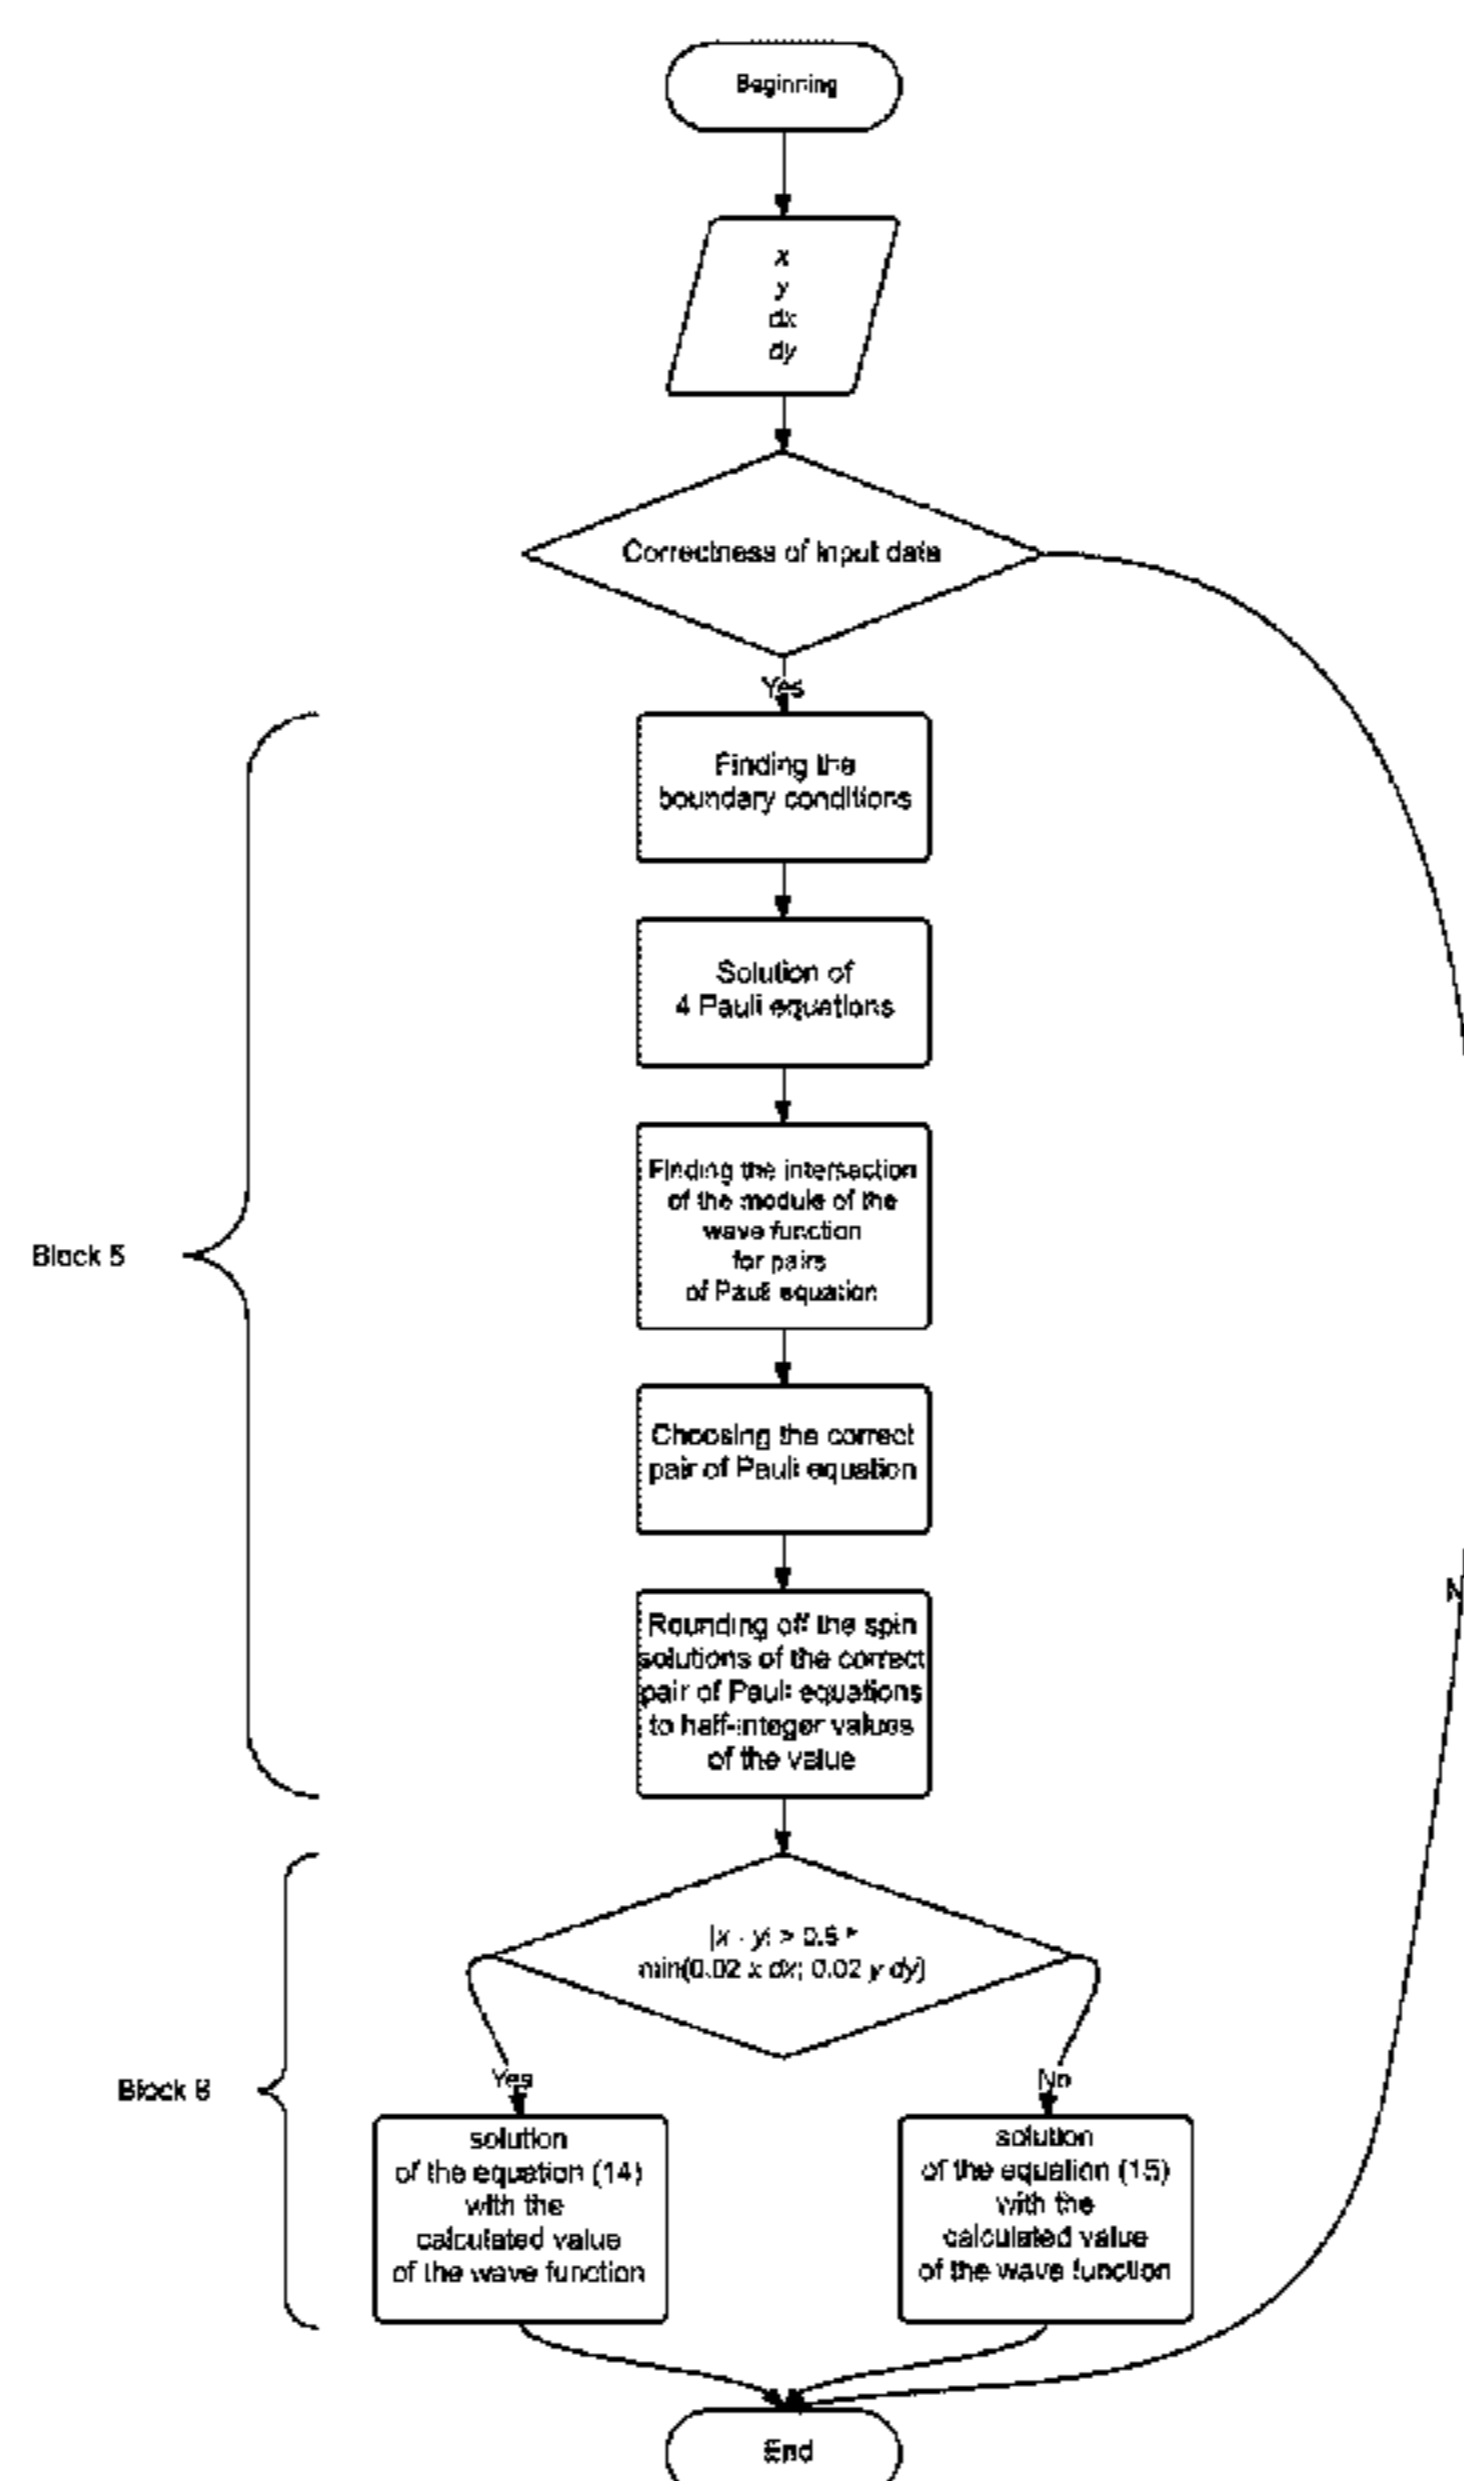 Beginning
x
y
dx
dy
Correctness of input data
Yes
Finding the
boundary conditions
Solution of
4 Pauli equations
Finding the intersection
of the module of the
wave function
for pairs
of Pauli equation
Block 5
Choosing the correct
pair of Pauli equation
Rounding off the spin
solutions of the correct
pair of Pauli equations
to half-integer values
of the value
|x - y| > 0.5 *
min(0.02 x dx; 0.02 y dy)
Yes
No
Block 6
solution
of the equation (14)
with the
calculated value
of the wave function
solution
of the equation (15)
with the
calculated value
of the wave function
End